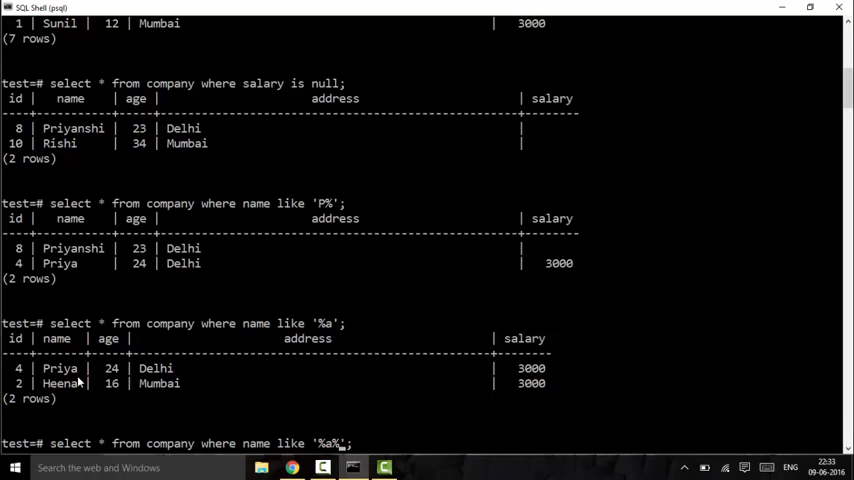 SQL Shell (psql)
1 | Sunil | 12 | Mumbai | 3000
(7 rows)
test=# select * from company where salary is null;
id | name | age | address | salary
----+-----------+-----+----------------------------------------------------+--------
8 | Priyanshi | 23 | Delhi |
10 | Rishi | 34 | Mumbai |
(2 rows)
test=# select * from company where name like 'P%';
id | name | age | address | salary
----+-----------+-----+----------------------------------------------------+--------
8 | Priyanshi | 23 | Delhi |
4 | Priya | 24 | Delhi | 3000
(2 rows)
test=# select * from company where name like '%a';
id | name | age | address | salary
----+-------+-----+----------------------------------------------------+--------
4 | Priya | 24 | Delhi | 3000
2 | Heena | 16 | Mumbai | 3000
(2 rows)
test=# select * from company where name like '%a%';
Search the web and Windows
ENG
22:33
09-06-2016